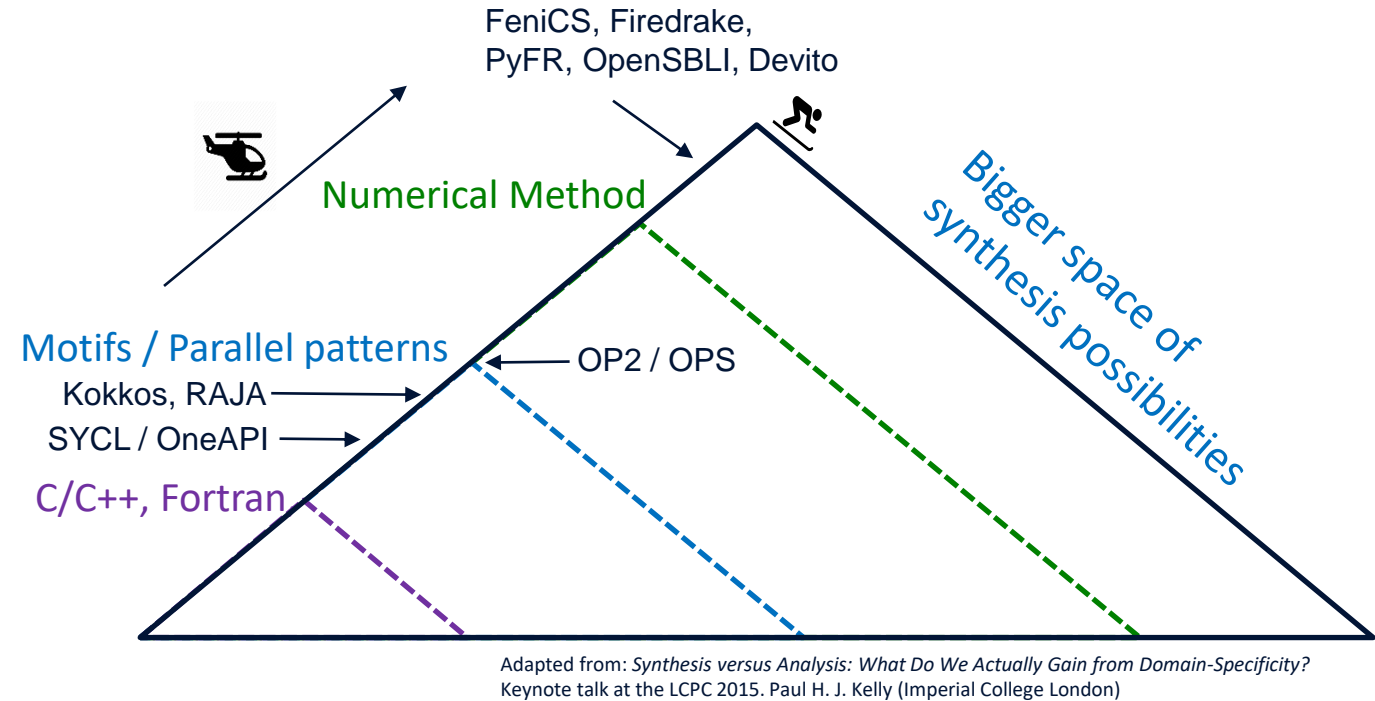 FeniCS, Firedrake,
PyFR, OpenSBLI, Devito
Numerical Method
Bigger space of
synthesis possibilities
Motifs / Parallel patterns
OP2 / OPS
Kokkos, RAJA
SYCL / OneAPI
C/C++, Fortran
Adapted from: Synthesis versus Analysis: What Do We Actually Gain from Domain-Specificity?
Keynote talk at the LCPC 2015. Paul H. J. Kelly (Imperial College London)